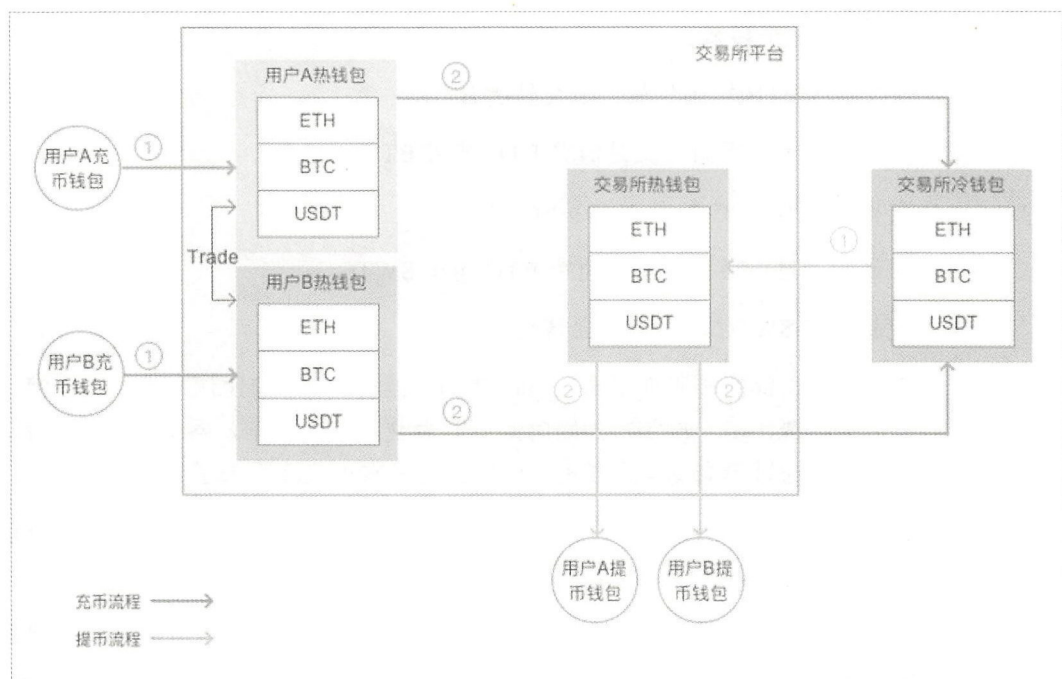 交易所平台
用户A热钱包
②
ETH
BTC
USDT
用户A充
币钱包
①
Trade
用户B热钱包
ETH
BTC
USDT
用户B充
币钱包
①
②
交易所热钱包
ETH
BTC
USDT
①
交易所冷钱包
ETH
BTC
USDT
②
②
用户A提
币钱包
用户B提
币钱包
充币流程
提币流程